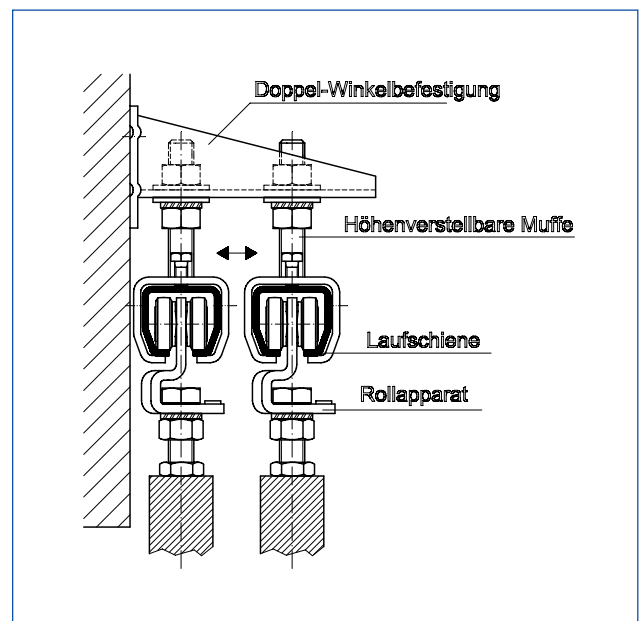 Doppel-Winkelbefestigung
Höhenverstellbare Muffe
Laufschiene
Rollapparat